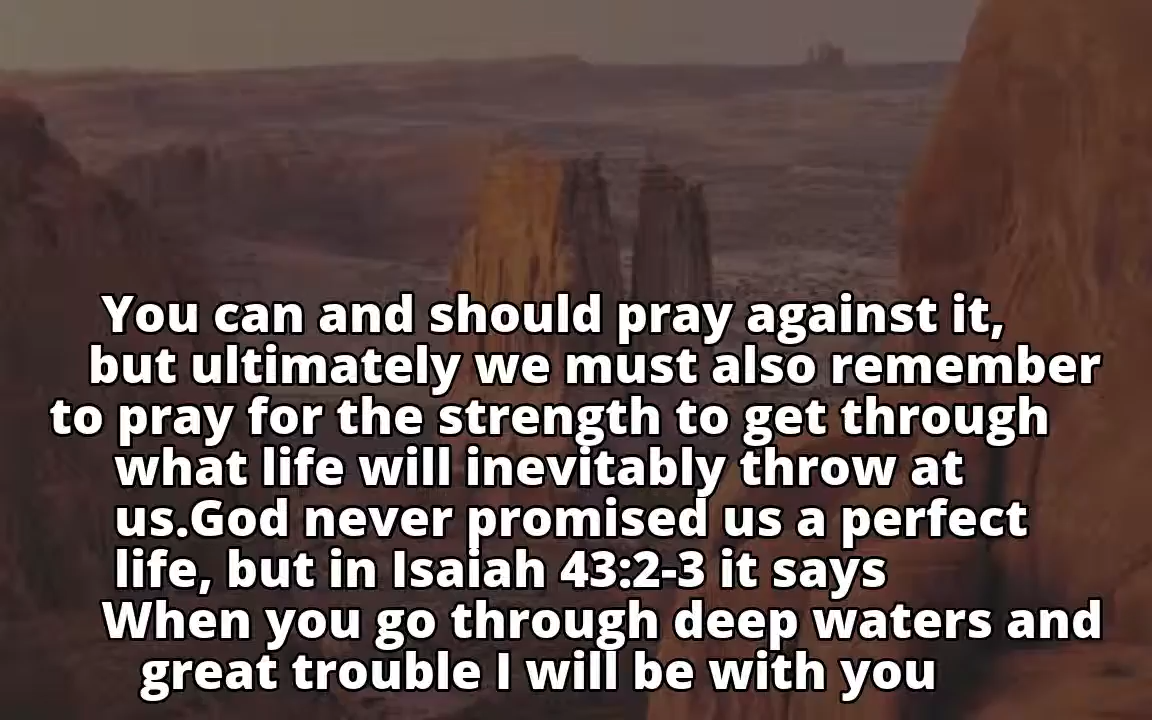 You can and should pray against it,
but ultimately we must also remember
to pray for the strength to get through
what life will inevitably throw at
us.God never promised us a perfect
life, but in Isaiah 43:2-3 it says
When you go through deep waters and
great trouble I will be with you